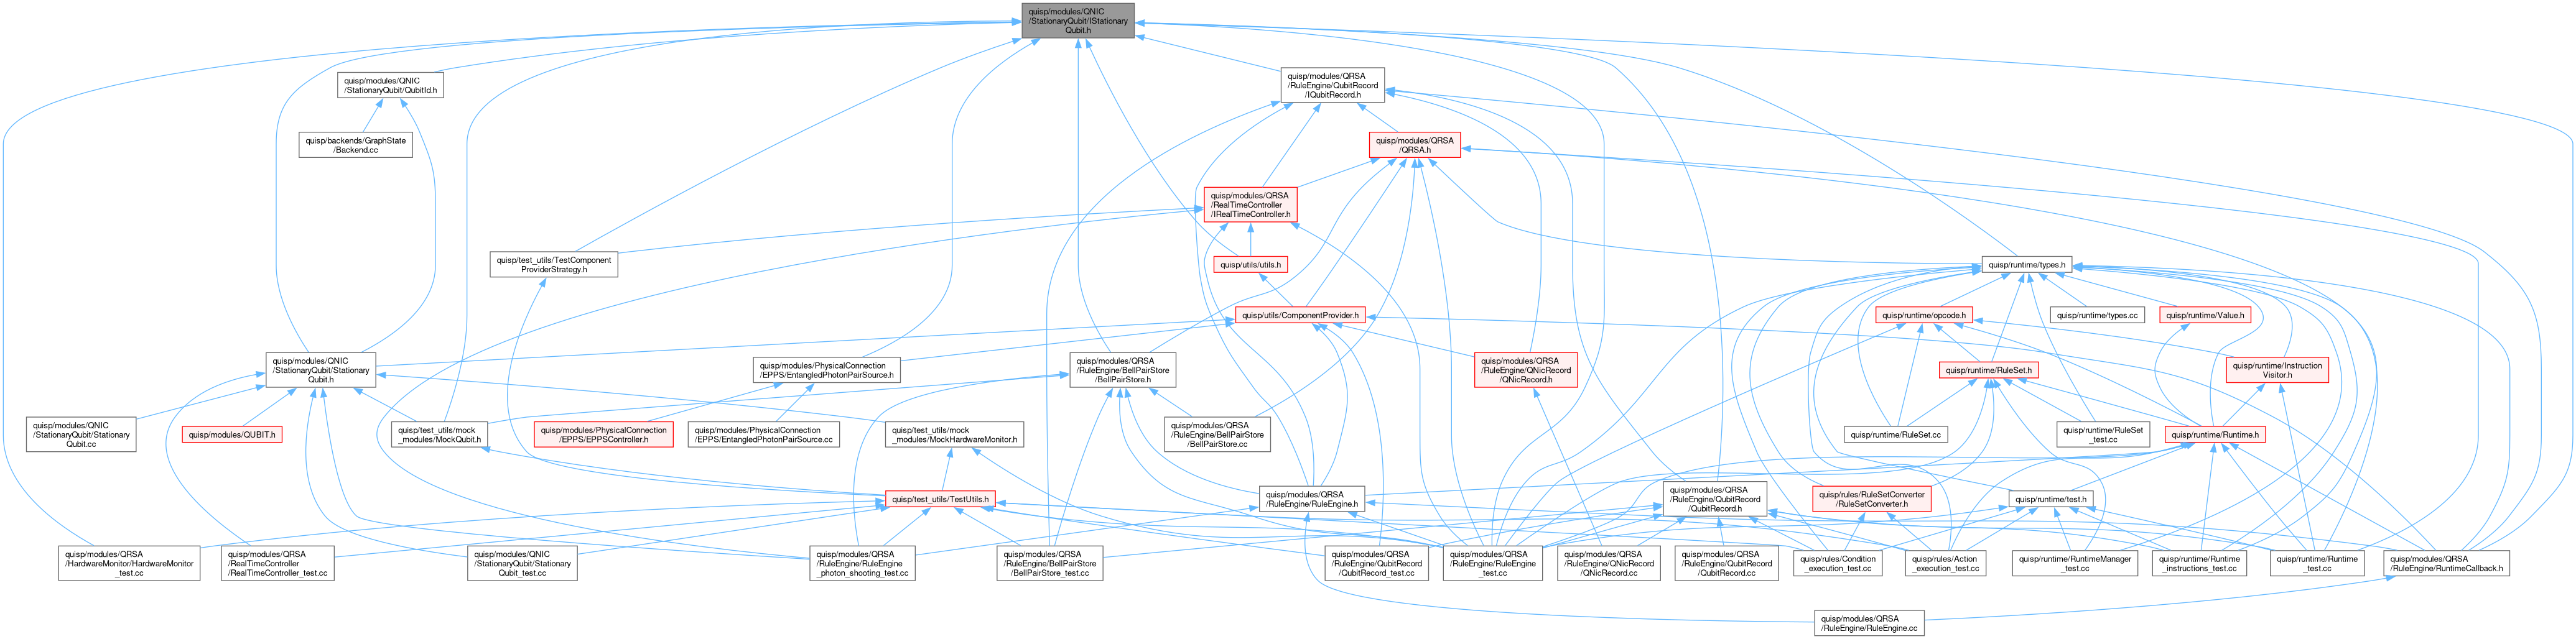 quisp/modules/QNIC
/StationaryQubit/IStationary
Qubit.h
quisp/modules/QNIC
/StationaryQubit/QubitId.h
quisp/modules/QRSA
/RuleEngine/QubitRecord
/IQubitRecord.h
quisp/backends/GraphState
/Backend.cc
quisp/modules/QRSA
/QRSA.h
quisp/modules/QRSA
/RealTimeController
/IRealTimeController.h
quisp/test_utils/TestComponent
ProviderStrategy.h
quisp/utils/utils.h
quisp/runtime/types.h
quisp/utils/ComponentProvider.h
quisp/runtime/opcode.h
quisp/runtime/types.cc
quisp/runtime/Value.h
quisp/modules/QNIC
/StationaryQubit/Stationary
Qubit.h
quisp/modules/PhysicalConnection
/EPPS/EntangledPhotonPairSource.h
quisp/modules/QRSA
/RuleEngine/BellPairStore
/BellPairStore.h
quisp/modules/QRSA
/RuleEngine/QNicRecord
/QNicRecord.h
quisp/runtime/RuleSet.h
quisp/runtime/Instruction
Visitor.h
quisp/modules/QNIC
/StationaryQubit/Stationary
Qubit.cc
quisp/modules/QUBIT.h
quisp/test_utils/mock
_modules/MockQubit.h
quisp/modules/PhysicalConnection
/EPPS/EPPSController.h
quisp/modules/PhysicalConnection
/EPPS/EntangledPhotonPairSource.cc
quisp/test_utils/mock
_modules/MockHardwareMonitor.h
quisp/modules/QRSA
/RuleEngine/BellPairStore
/BellPairStore.cc
quisp/runtime/RuleSet.cc
quisp/runtime/RuleSet
_test.cc
quisp/runtime/Runtime.h
quisp/test_utils/TestUtils.h
quisp/modules/QRSA
/RuleEngine/RuleEngine.h
quisp/modules/QRSA
/RuleEngine/QubitRecord
/QubitRecord.h
quisp/rules/RuleSetConverter
/RuleSetConverter.h
quisp/runtime/test.h
quisp/modules/QRSA
/HardwareMonitor/HardwareMonitor
_test.cc
quisp/modules/QRSA
/RealTimeController
/RealTimeController_test.cc
quisp/modules/QNIC
/StationaryQubit/Stationary
Qubit_test.cc
quisp/modules/QRSA
/RuleEngine/RuleEngine
_photon_shooting_test.cc
quisp/modules/QRSA
/RuleEngine/BellPairStore
/BellPairStore_test.cc
quisp/modules/QRSA
/RuleEngine/QubitRecord
/QubitRecord_test.cc
quisp/modules/QRSA
/RuleEngine/RuleEngine
_test.cc
quisp/modules/QRSA
/RuleEngine/QNicRecord
/QNicRecord.cc
quisp/modules/QRSA
/RuleEngine/QubitRecord
/QubitRecord.cc
quisp/rules/Condition
_execution_test.cc
quisp/rules/Action
_execution_test.cc
quisp/runtime/RuntimeManager
_test.cc
quisp/runtime/Runtime
_instructions_test.cc
quisp/runtime/Runtime
_test.cc
quisp/modules/QRSA
/RuleEngine/RuntimeCallback.h
quisp/modules/QRSA
/RuleEngine/RuleEngine.cc